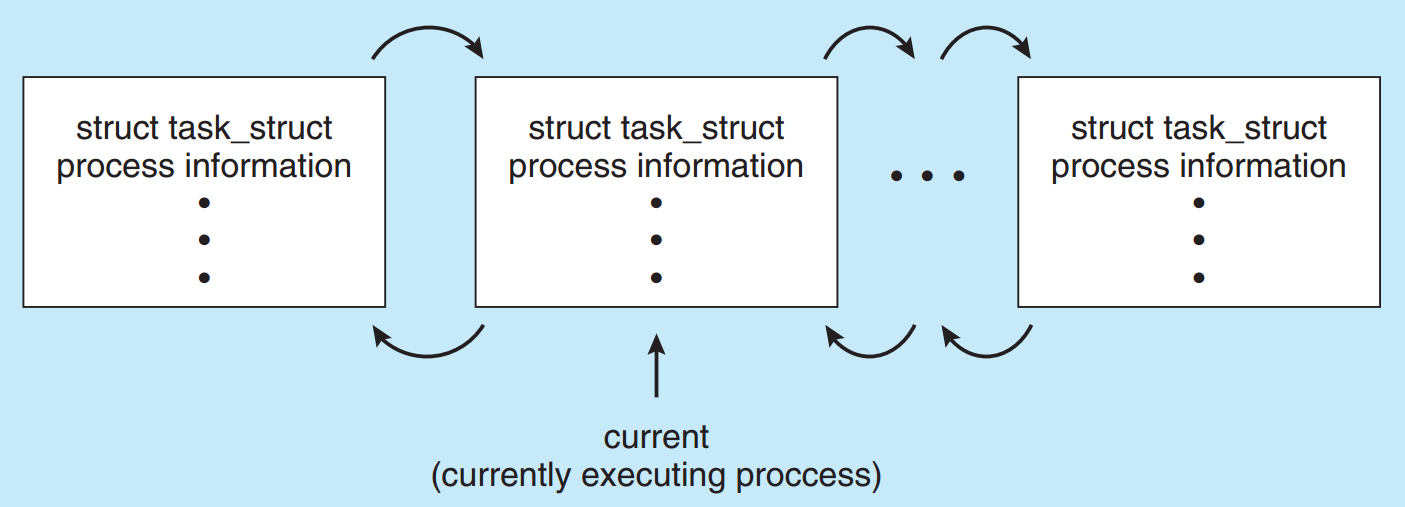 struct task_struct
process information
struct task_struct
process information
struct task_struct
process information
current
(currently executing proccess)